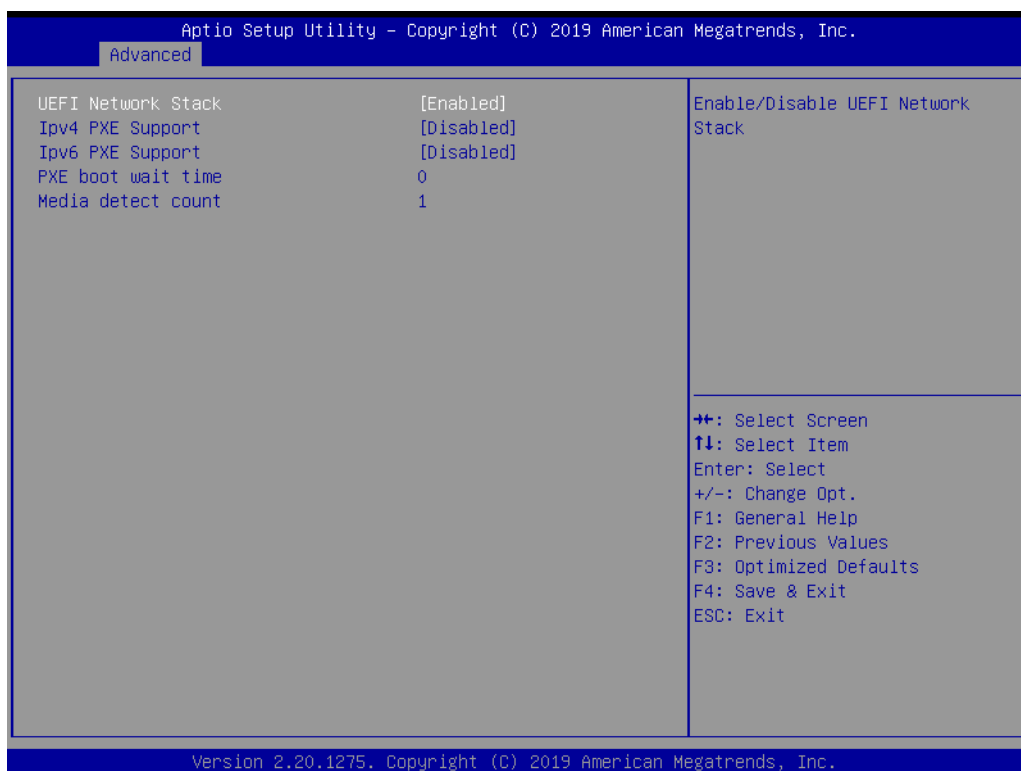 Aptio Setup Utility – Copyright (C) 2019 American Megatrends, Inc.
Advanced
UEFI Network Stack [Enabled]
Ipv4 PXE Support [Disabled]
Ipv6 PXE Support [Disabled]
PXE boot wait time 0
Media detect count 1
Enable/Disable UEFI Network
Stack
→←: Select Screen
↑↓: Select Item
Enter: Select
+/-: Change Opt.
F1: General Help
F2: Previous Values
F3: Optimized Defaults
F4: Save & Exit
ESC: Exit
Version 2.20.1275. Copyright (C) 2019 American Megatrends, Inc.